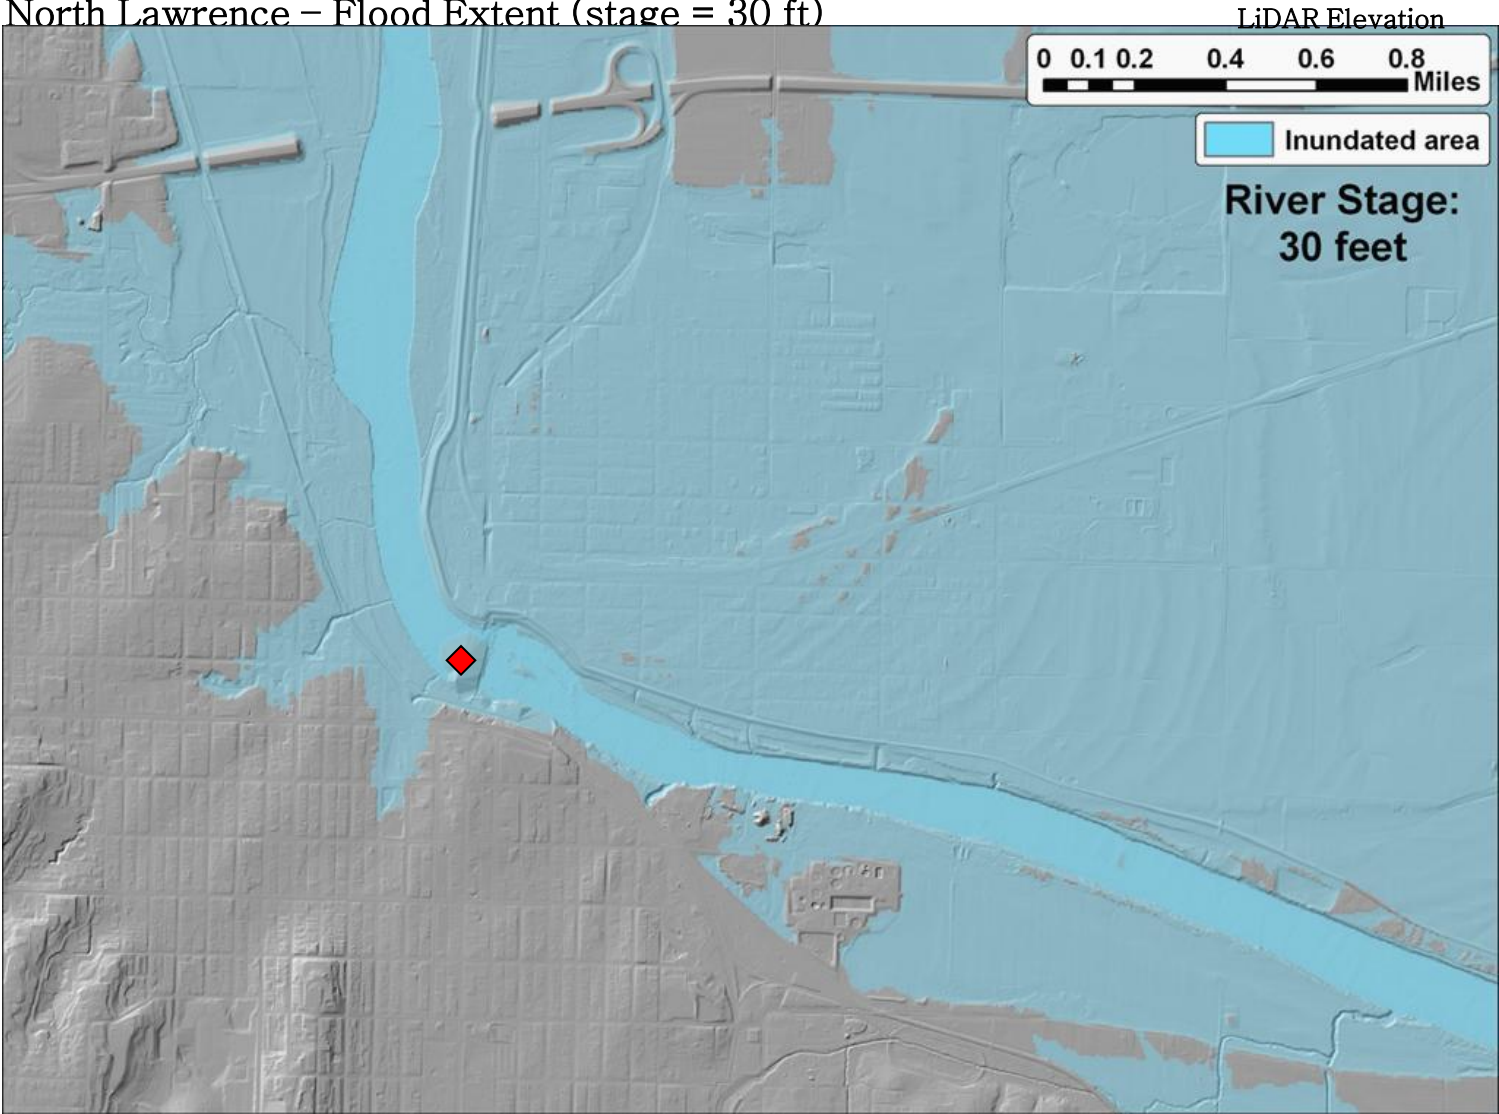 North Lawrence – Flood Extent (stage = 30 ft)
LiDAR Elevation
0 0.1 0.2 0.4 0.6 0.8
Miles
Inundated area
River Stage:
30 feet